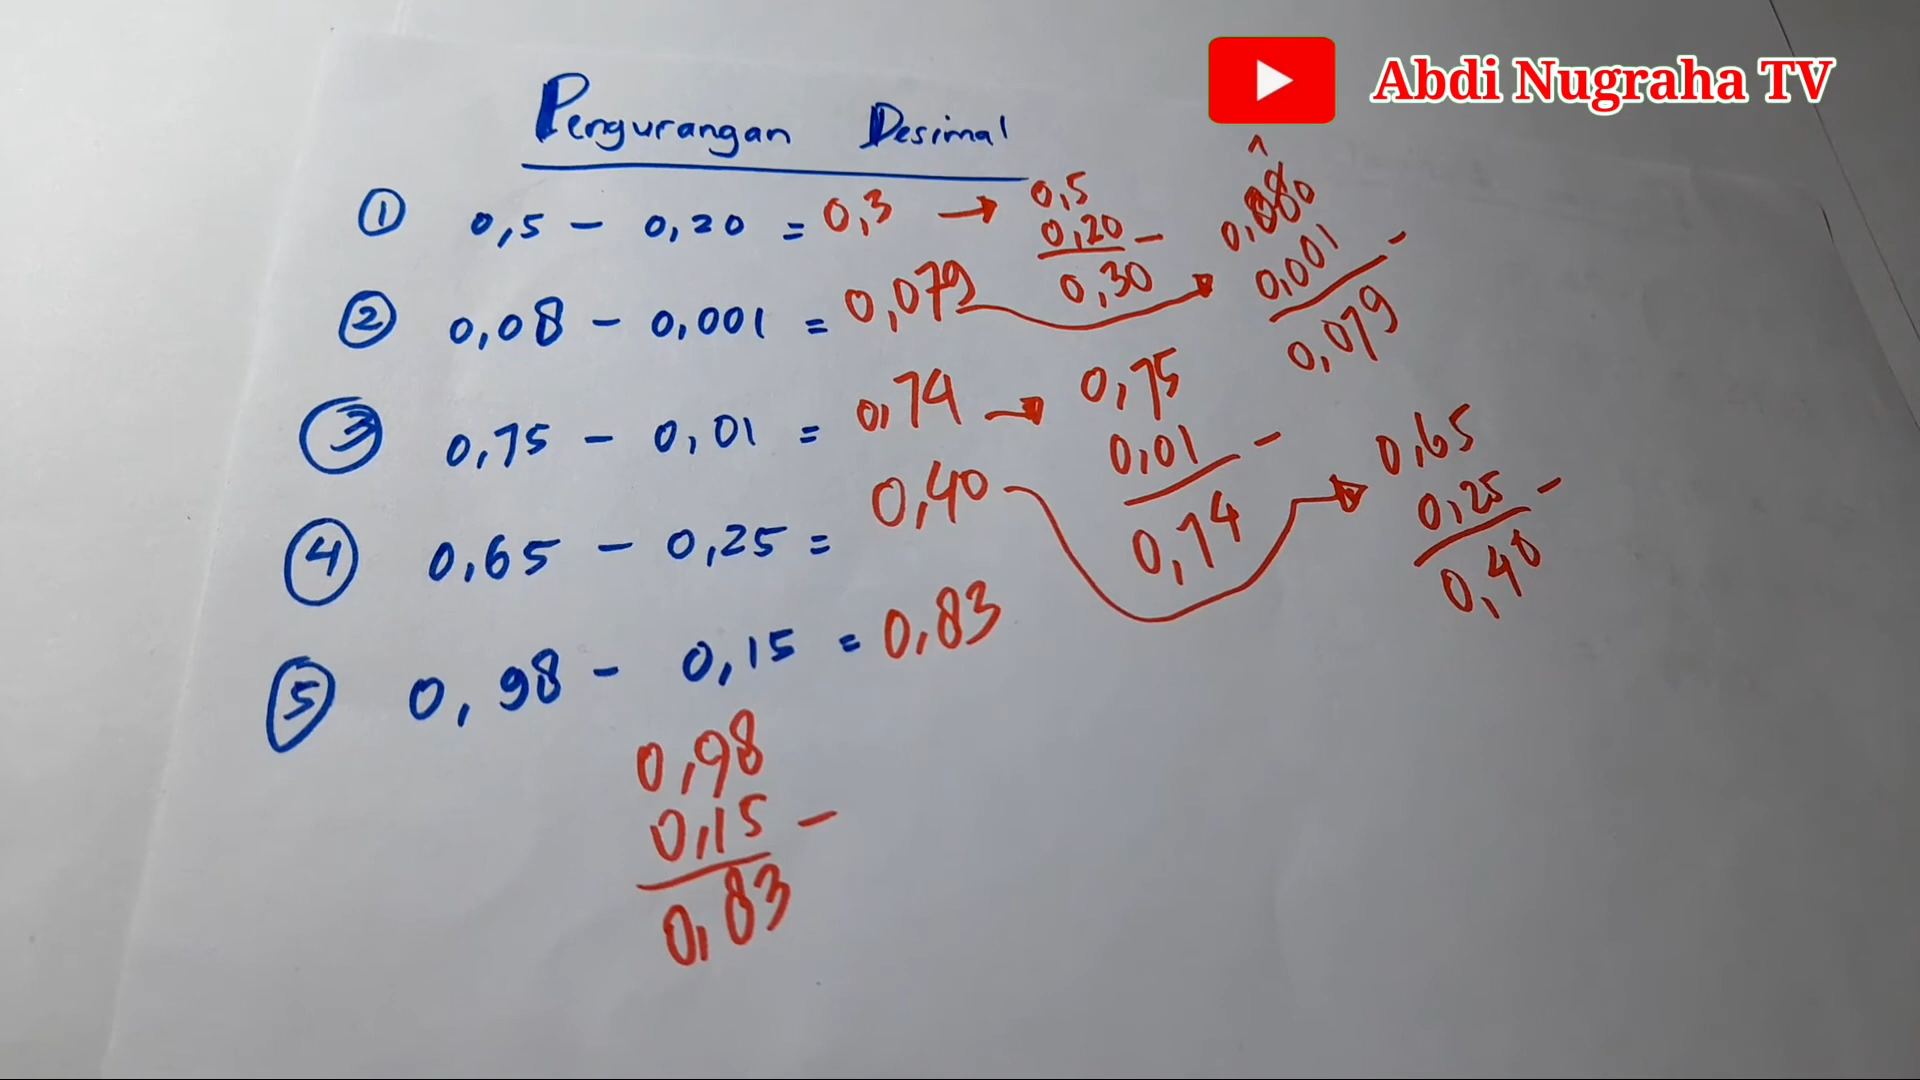 Abdi Nugraha TV
Pengurangan Desimal
① 0,5 - 0,20 = 0,3 → 0,5
0,20 -
0,30
② 0,08 - 0,001 = 0,079
0,080
0,001 -
0,079
③ 0,75 - 0,01 = 0,74 → 0,75
0,01 -
0,74
④ 0,65 - 0,25 = 0,40
0,65
0,25 -
0,40
⑤ 0,98 - 0,15 = 0,83
0,98
0,15 -
0,83